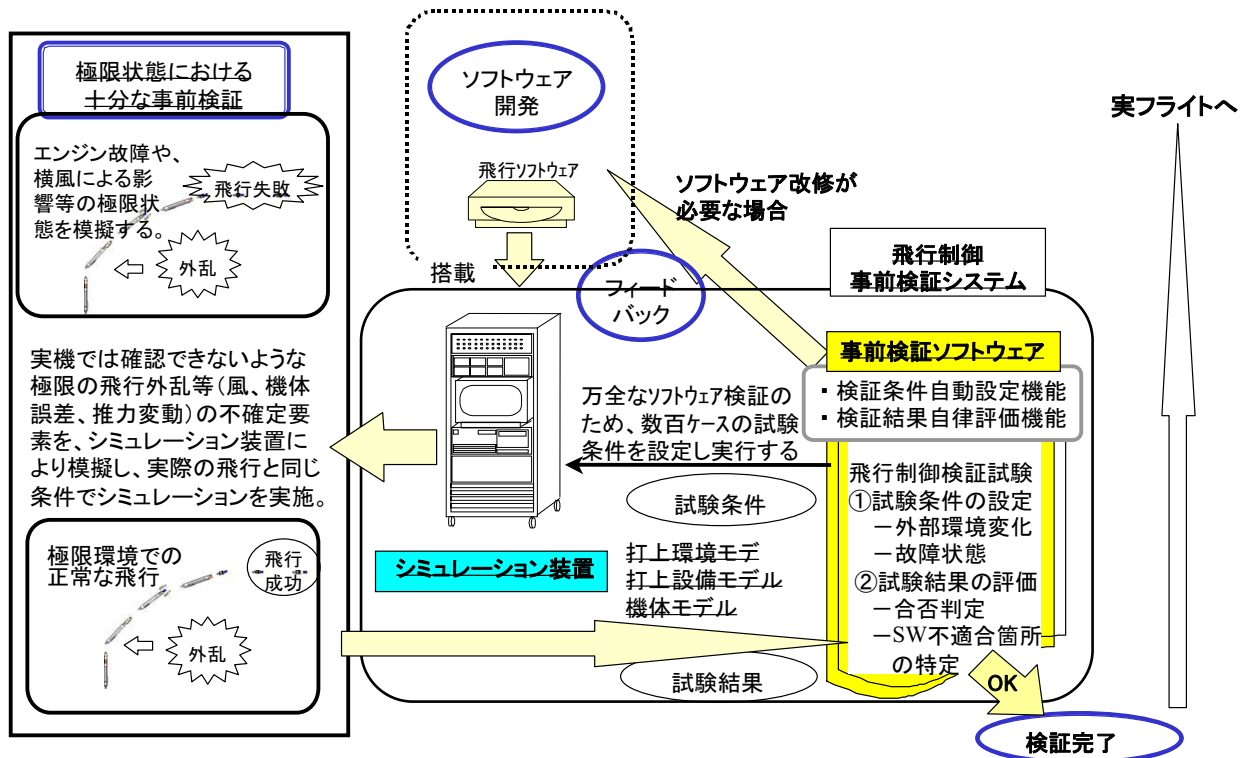 極限状態における
十分な事前検証
エンジン故障や、
横風による影
響等の極限状
態を模擬する。
飛行失敗
外乱
実機では確認できないような
極限の飛行外乱等(風、機体
誤差、推力変動)の不確定要
素を、シミュレーション装置に
より模擬し、実際の飛行と同じ
条件でシミュレーションを実施。
極限環境での
正常な飛行
飛行
成功
外乱
ソフトウェア
開発
飛行ソフトウェア
搭載
フィード
バック
ソフトウェア改修が
必要な場合
実フライトへ
飛行制御
事前検証システム
事前検証ソフトウェア
・検証条件自動設定機能
・検証結果自律評価機能
万全なソフトウェア検証の
ため、数百ケースの試験
条件を設定し実行する
試験条件
シミュレーション装置
打上環境モデ
打上設備モデル
機体モデル
飛行制御検証試験
①試験条件の設定
－外部環境変化
－故障状態
②試験結果の評価
－合否判定
－SW不適合箇所
の特定
試験結果
OK
検証完了